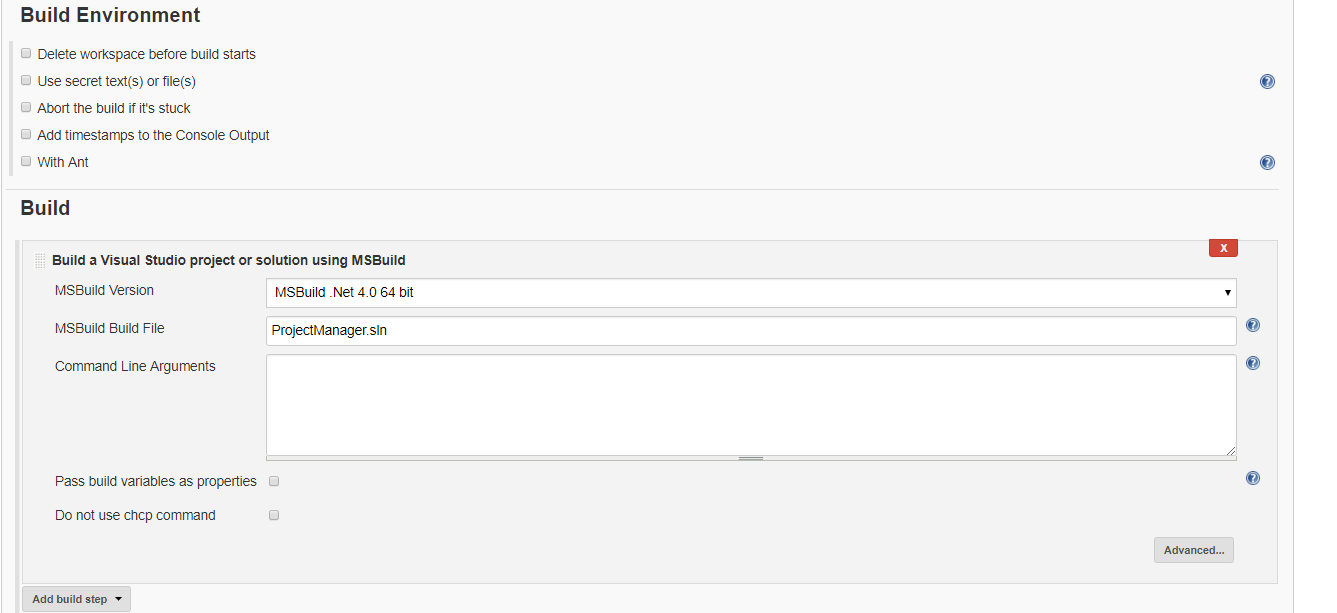 Build Environment
Delete workspace before build starts
Use secret text(s) or file(s)
Abort the build if it's stuck
Add timestamps to the Console Output
With Ant
Build
X
Build a Visual Studio project or solution using MSBuild
MSBuild Version MSBuild .Net 4.0 64 bit
MSBuild Build File ProjectManager.sln
Command Line Arguments
Pass build variables as properties
Do not use chcp command
Advanced...
Add build step